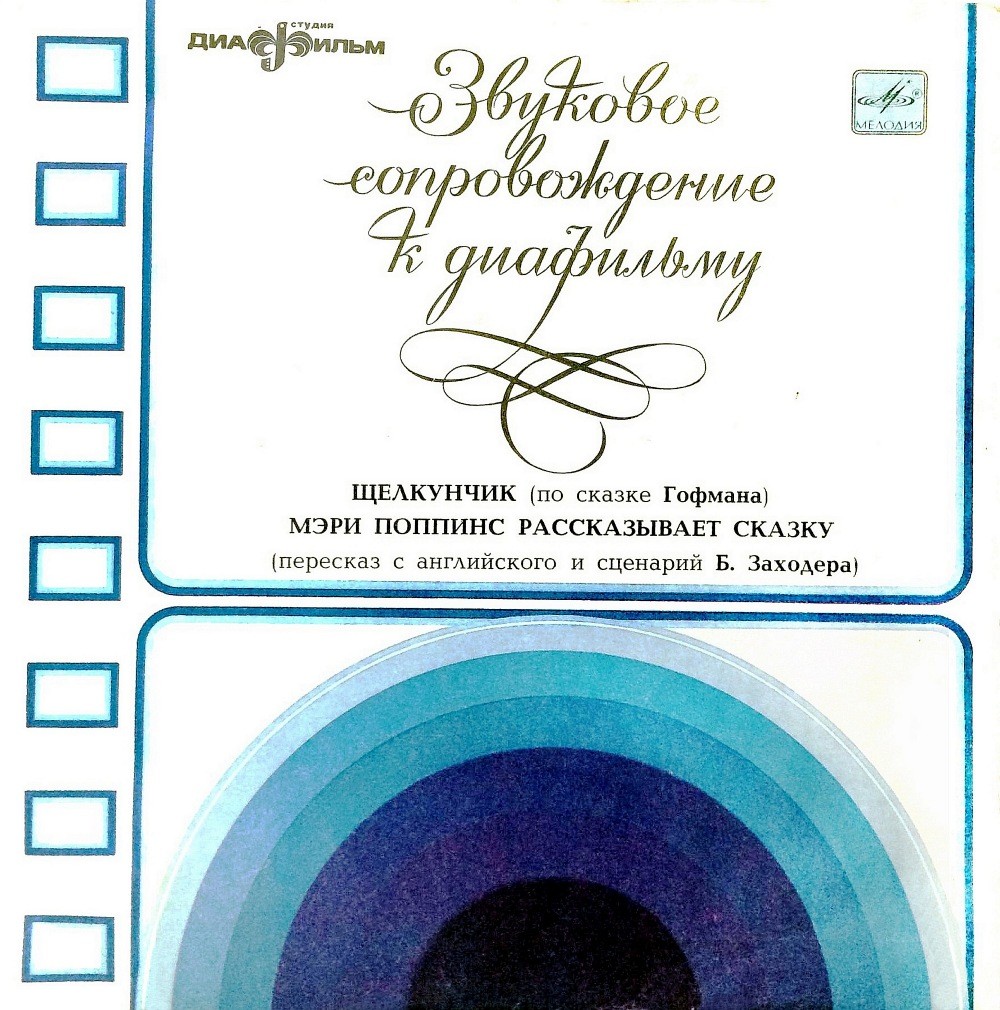 студия
ДИАФИЛЬМ
Звуковое
сопровождение
к диафильму
МЕЛОДИЯ
ЩЕЛКУНЧИК (по сказке Гофмана)
МЭРИ ПОППИНС РАССКАЗЫВАЕТ СКАЗКУ
(пересказ с английского и сценарий Б. Заходера)